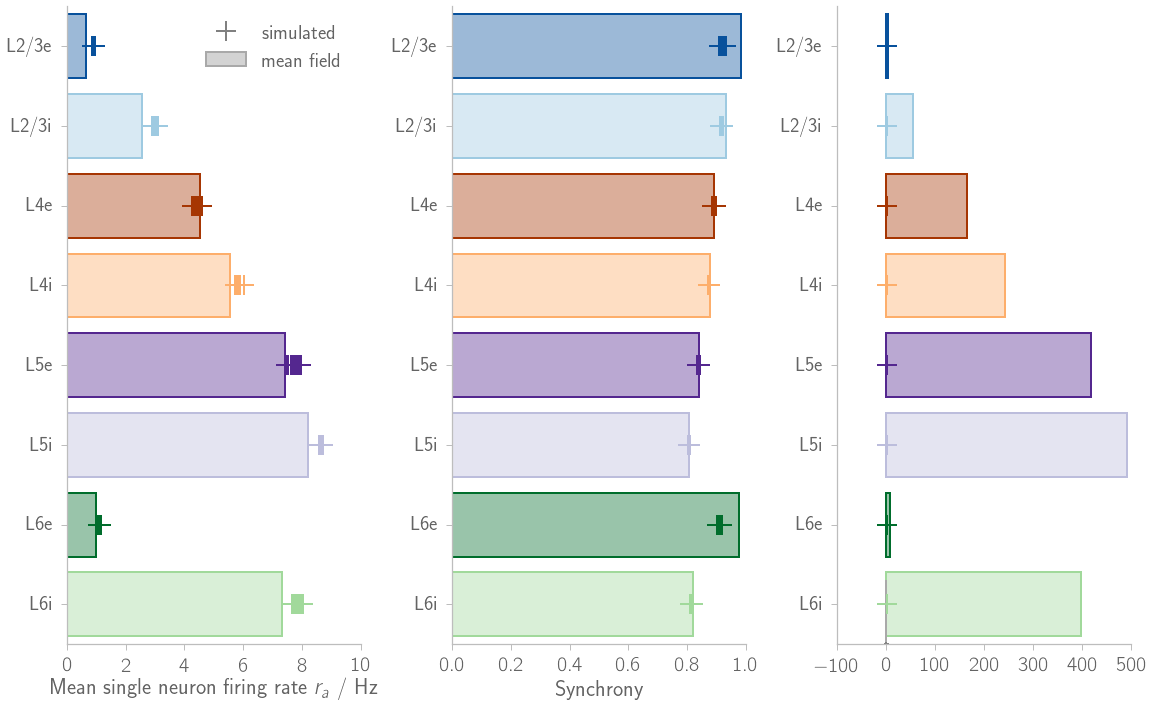 simulated
mean field
L2/3e
L2/3i
L4e
L4i
L5e
L5i
L6e
L6i
0 2 4 6 8 10
Mean single neuron firing rate r_a / Hz
L2/3e
L2/3i
L4e
L4i
L5e
L5i
L6e
L6i
0.0 0.2 0.4 0.6 0.8 1.0
Synchrony
L2/3e
L2/3i
L4e
L4i
L5e
L5i
L6e
L6i
−100 0 100 200 300 400 500